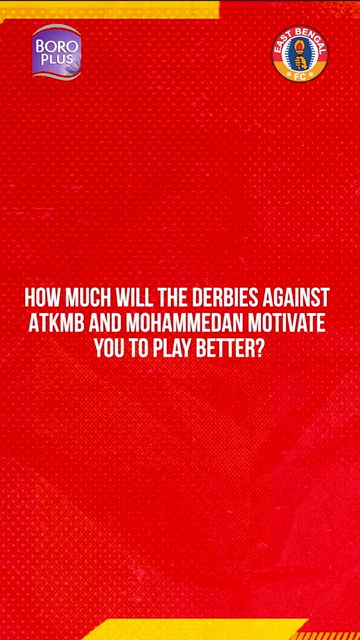 BORO
PLUS
EAST BENGAL
FC
HOW MUCH WILL THE DERBIES AGAINST
ATKMB AND MOHAMMEDAN MOTIVATE
YOU TO PLAY BETTER?